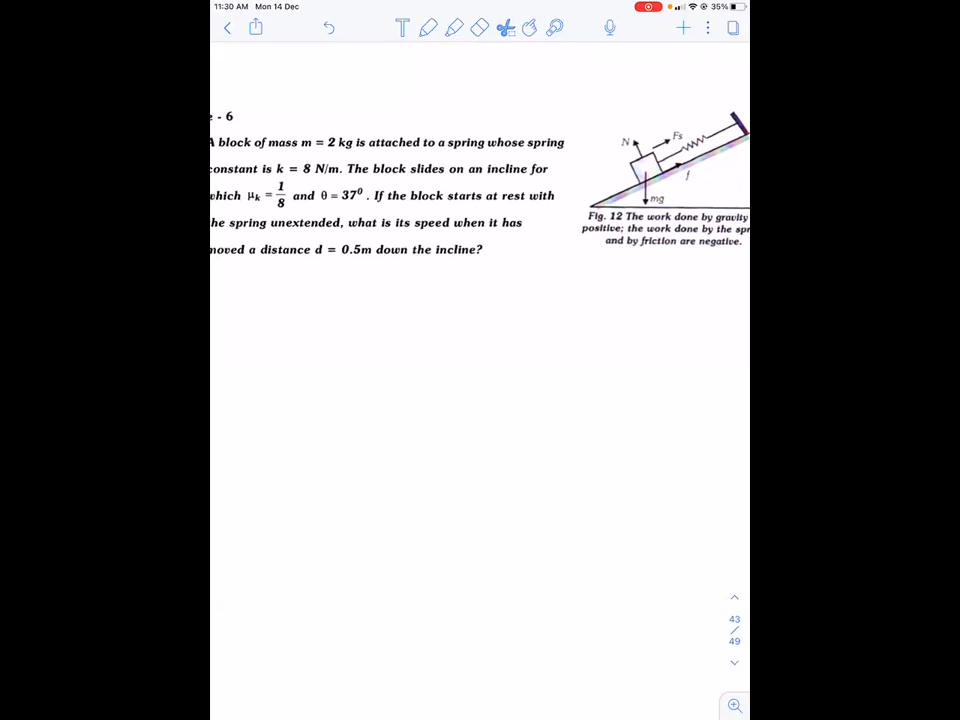 11:30 AM Mon 14 Dec
35%
e - 6
A block of mass m = 2 kg is attached to a spring whose spring
constant is k = 8 N/m. The block slides on an incline for
which μk = 1/8 and θ = 37⁰ . If the block starts at rest with
he spring unextended, what is its speed when it has
moved a distance d = 0.5m down the incline?
N
Fs
f
mg
Fig. 12 The work done by gravity
positive; the work done by the spr
and by friction are negative.
43
/
49